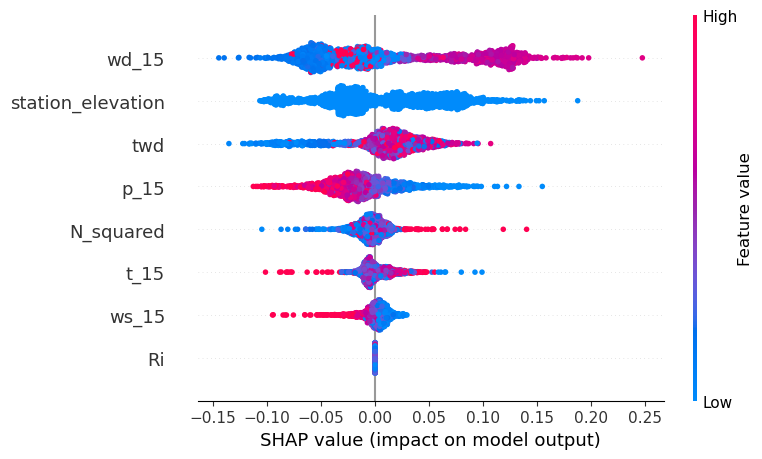 High
wd_15
station_elevation
twd
p_15
N_squared
t_15
ws_15
Ri
Feature value
Low
−0.15 −0.10 −0.05 0.00 0.05 0.10 0.15 0.20 0.25
SHAP value (impact on model output)